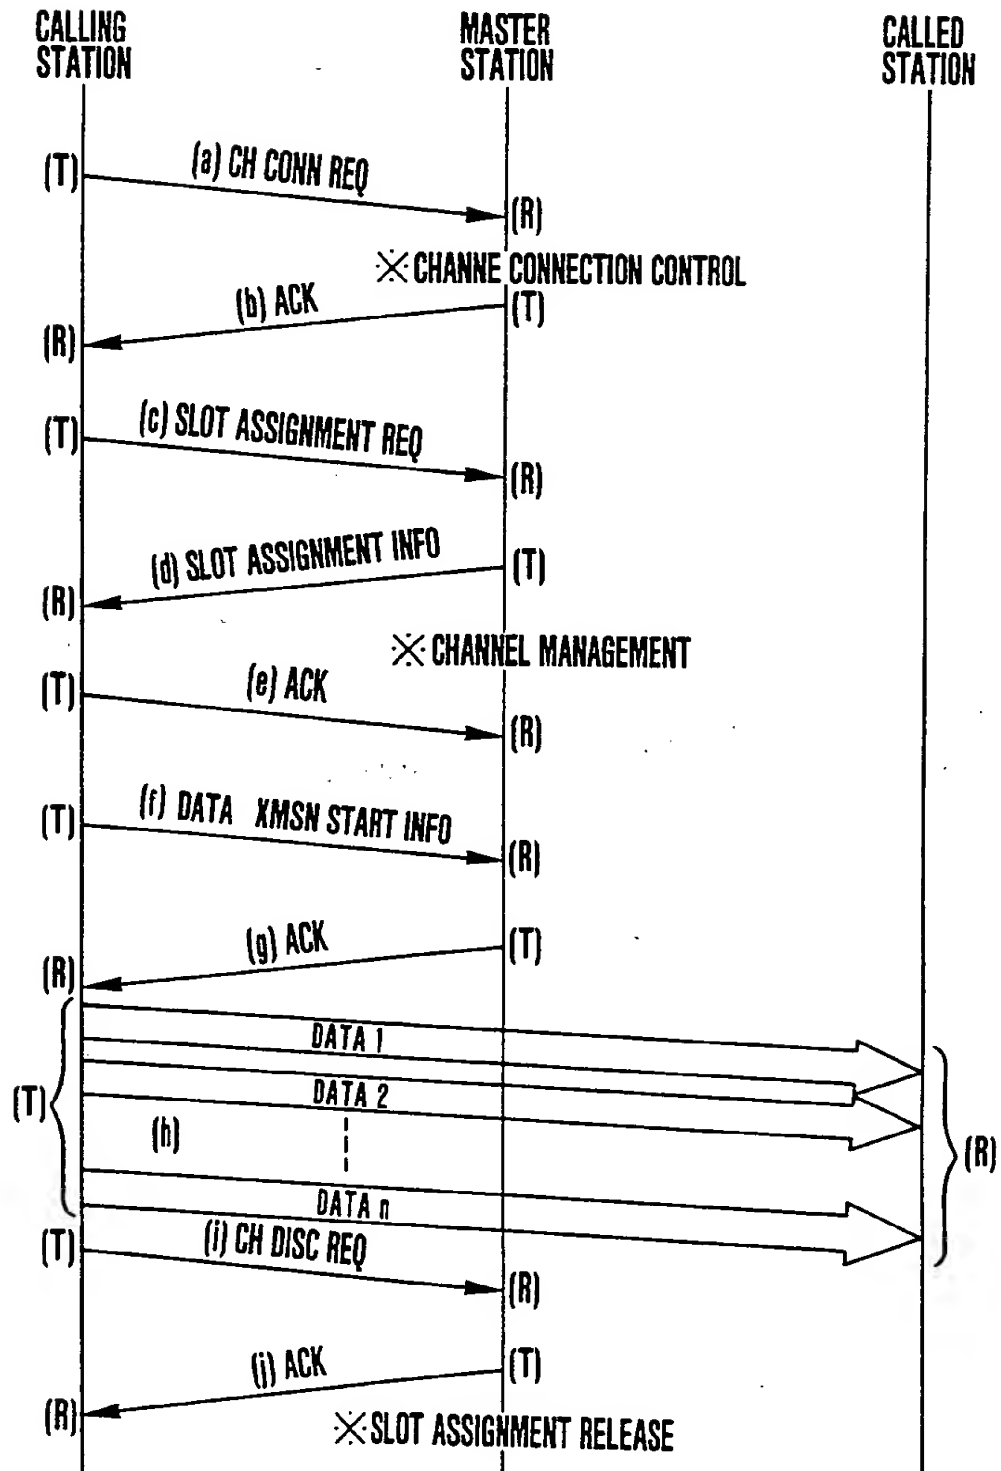 CALLING
STATION
MASTER
STATION
CALLED
STATION
(T)
(a) CH CONN REQ
(R)
※CHANNE CONNECTION CONTROL
(b) ACK
(T)
(R)
(T)
(c) SLOT ASSIGNMENT REQ
(R)
(d) SLOT ASSIGNMENT INFO
(T)
(R)
※CHANNEL MANAGEMENT
(T)
(e) ACK
(R)
(T)
(f) DATA XMSN START INFO
(R)
(g) ACK
(T)
(R)
DATA 1
DATA 2
(T)
(h)
(R)
DATA n
(T)
(i) CH DISC REQ
(R)
(j) ACK
(T)
(R)
※SLOT ASSIGNMENT RELEASE